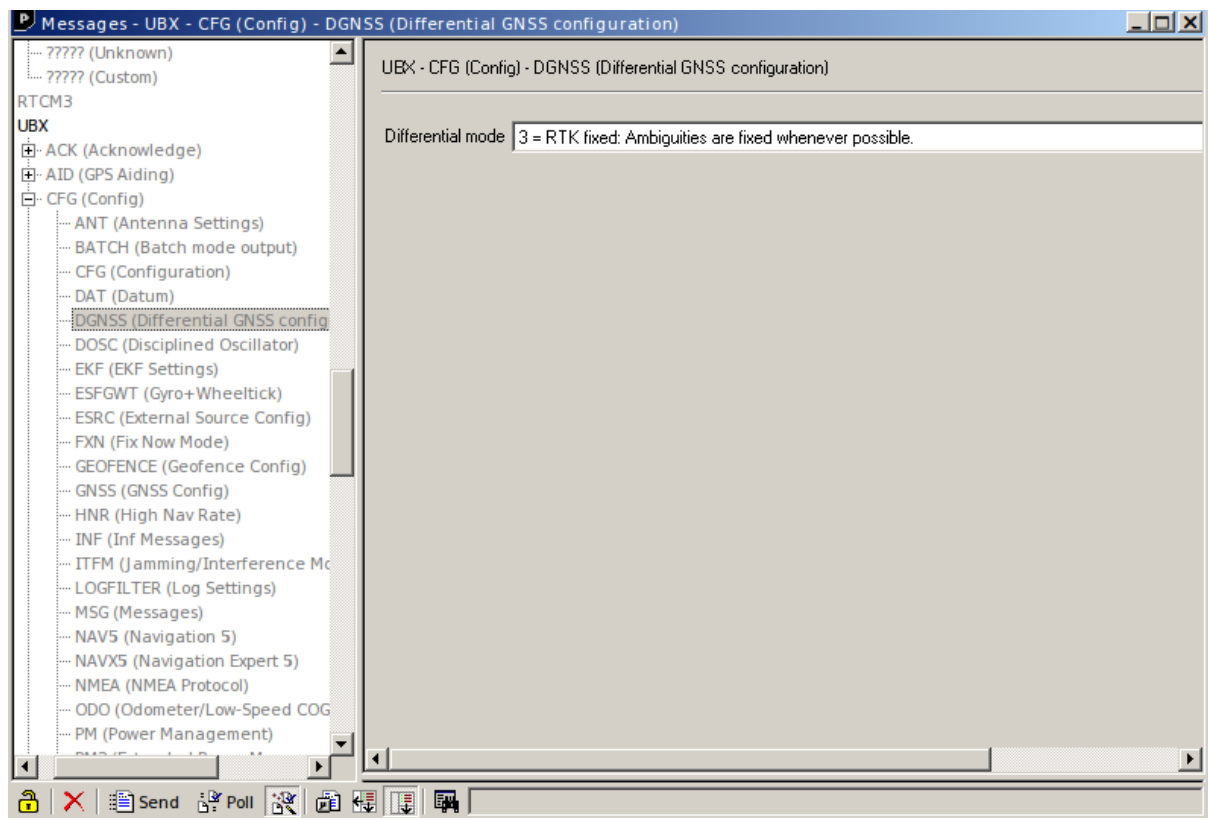 Messages - UBX - CFG (Config) - DGNSS (Differential GNSS configuration)
????? (Unknown)
????? (Custom)
RTCM3
UBX
ACK (Acknowledge)
AID (GPS Aiding)
CFG (Config)
ANT (Antenna Settings)
BATCH (Batch mode output)
CFG (Configuration)
DAT (Datum)
DGNSS (Differential GNSS config
DOSC (Disciplined Oscillator)
EKF (EKF Settings)
ESFGWT (Gyro+Wheeltick)
ESRC (External Source Config)
FXN (Fix Now Mode)
GEOFENCE (Geofence Config)
GNSS (GNSS Config)
HNR (High Nav Rate)
INF (Inf Messages)
ITFM (Jamming/Interference Mo
LOGFILTER (Log Settings)
MSG (Messages)
NAV5 (Navigation 5)
NAVX5 (Navigation Expert 5)
NMEA (NMEA Protocol)
ODO (Odometer/Low-Speed COG
PM (Power Management)
UBX - CFG (Config) - DGNSS (Differential GNSS configuration)
Differential mode 3 = RTK fixed: Ambiguities are fixed whenever possible.
Send Poll